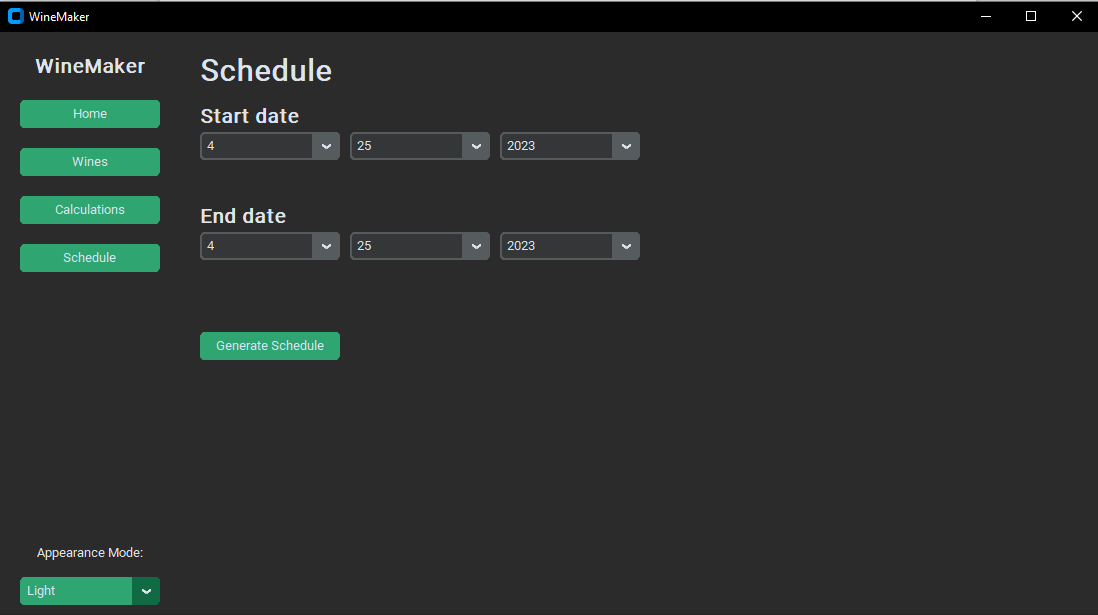 WineMaker
WineMaker
Home
Wines
Calculations
Schedule
Schedule
Start date
4 25 2023
End date
4 25 2023
Generate Schedule
Appearance Mode:
Light